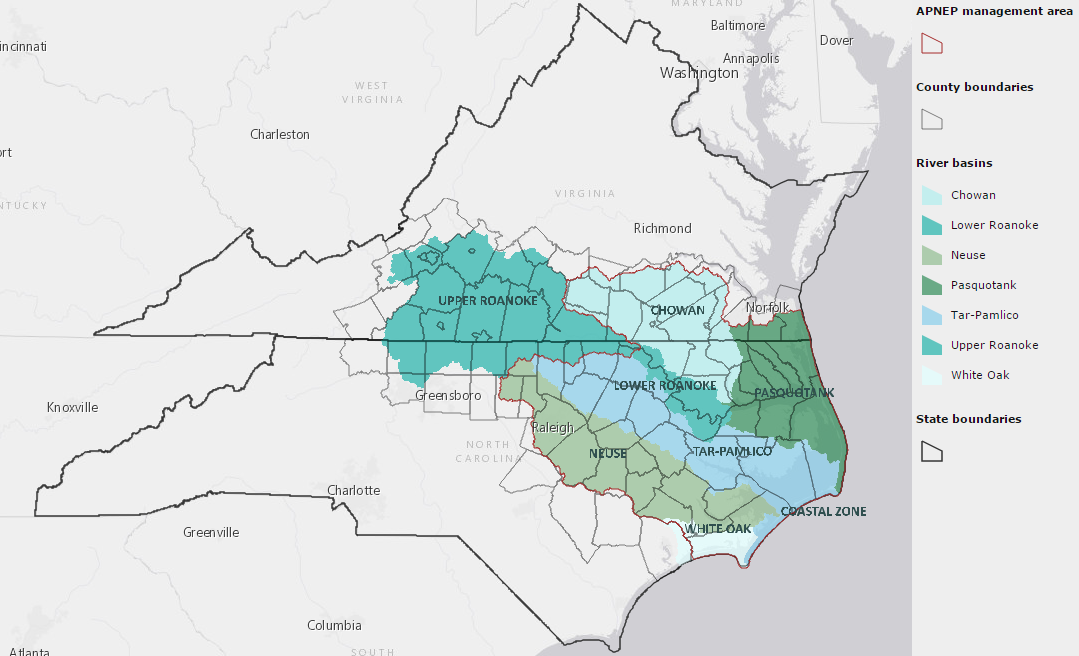 MARYLAND
Baltimore
Dover
incinnati
Annapolis
Washington
WEST
VIRGINIA
Charleston
ort
VIRGINIA
NTUCKY
Richmond
UPPER ROANOKE
CHOWAN
Norfolk
LOWER ROANOKE
PASQUOTANK
Greensboro
Knoxville
Raleigh
NORTH
CAROLINA
NEUSE
TAR-PAMLICO
Charlotte
COASTAL ZONE
WHITE OAK
Greenville
Columbia
SOUTH
Atlanta
APNEP management area
County boundaries
River basins
Chowan
Lower Roanoke
Neuse
Pasquotank
Tar-Pamlico
Upper Roanoke
White Oak
State boundaries